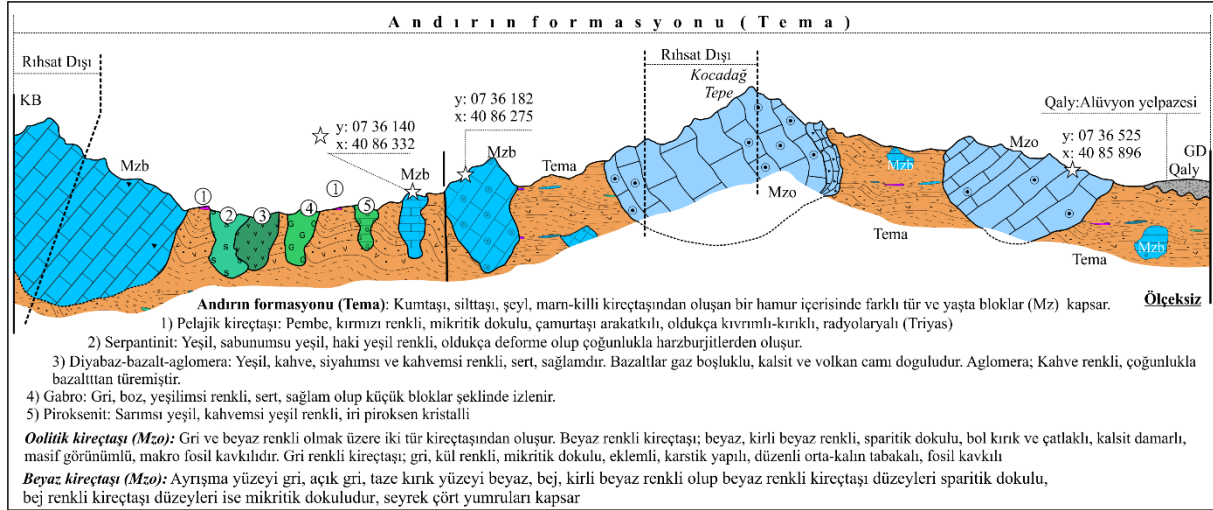 Andırın formasyonu (Tema)
Rıhsat Dışı
KB
Mzb
y: 07 36 140
x: 40 86 332
y: 07 36 182
x: 40 86 275
Mzb
Mzb
Tema
Rıhsat Dışı
Kocadağ
Tepe
Mzo
Mzb
Tema
Mzo
y: 07 36 525
x: 40 85 896
Qaly:Alüvyon yelpazesi
GD
Qaly
Mzb
Tema
1
2
3
4
1
5
S S S S S S
V V V V V
G G G G G
G G G
Ölçeksiz
Andırın formasyonu (Tema): Kumtaşı, silttaşı, şeyl, marn-killi kireçtaşından oluşan bir hamur içerisinde farklı tür ve yaşta bloklar (Mz) kapsar.
1) Pelajik kireçtaşı: Pembe, kırmızı renkli, mikritik dokulu, çamurtaşı arakatkılı, oldukça kıvrımlı-kırıklı, radyolaryalı (Triyas)
2) Serpantinit: Yeşil, sabunumsu yeşil, haki yeşil renkli, oldukça deforme olup çoğunlukla harzburjitlerden oluşur.
3) Diyabaz-bazalt-aglomera: Yeşil, kahve, siyahımsı ve kahvemsi renkli, sert, sağlamdır. Bazaltlar gaz boşluklu, kalsit ve volkan camı doguludur. Aglomera; Kahve renkli, çoğunlukla
bazalttan türemiştir.
4) Gabro: Gri, boz, yeşilimsi renkli, sert, sağlam olup küçük bloklar şeklinde izlenir.
5) Piroksenit: Sarımsı yeşil, kahvemsi yeşil renkli, iri piroksen kristalli
Oolitik kireçtaşı (Mzo): Gri ve beyaz renkli olmak üzere iki tür kireçtaşından oluşur. Beyaz renkli kireçtaşı; beyaz, kirli beyaz renkli, sparitik dokulu, bol kırık ve çatlaklı, kalsit damarlı,
masif görünümlü, makro fosil kavkılıdır. Gri renkli kireçtaşı; gri, kül renkli, mikritik dokulu, eklemli, karstik yapılı, düzenli orta-kalın tabakalı, fosil kavkılı
Beyaz kireçtaşı (Mzo): Ayrışma yüzeyi gri, açık gri, taze kırık yüzeyi beyaz, bej, kirli beyaz renkli olup beyaz renkli kireçtaşı düzeyleri sparitik dokulu,
bej renkli kireçtaşı düzeyleri ise mikritik dokuludur, seyrek çört yumruları kapsar